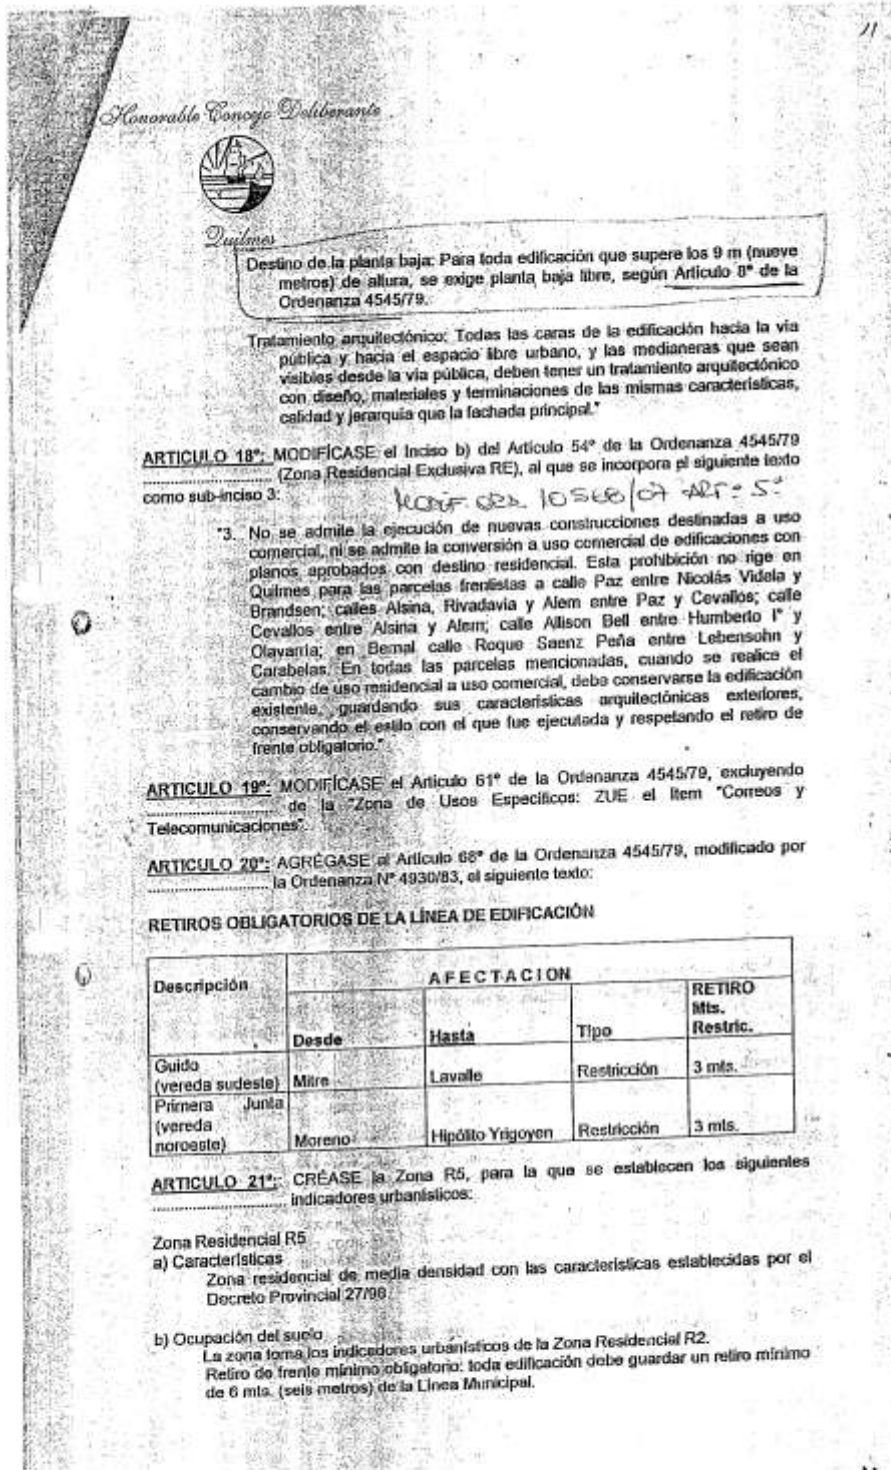 11
Honorable Concejo Deliberante
Quilmes
Destino de la planta baja: Para toda edificación que supere los 9 m (nueve
metros) de altura, se exige planta baja libre, según Artículo 8º de la
Ordenanza 4545/79.
Tratamiento arquitectónico: Todas las caras de la edificación hacia la vía
pública y hacia el espacio libre urbano, y las medianeras que sean
visibles desde la vía pública, deben tener un tratamiento arquitectónico
con diseño, materiales y terminaciones de las mismas características,
calidad y jerarquía que la fachada principal."
ARTICULO 18º: MODIFÍCASE el Inciso b) del Artículo 54º de la Ordenanza 4545/79
(Zona Residencial Exclusiva RE), al que se incorpora el siguiente texto
como sub-inciso 3:
MODIF. ORD. 10568/07 ART= 5º
"3. No se admite la ejecución de nuevas construcciones destinadas a uso
comercial, ni se admite la conversión a uso comercial de edificaciones con
planos aprobados con destino residencial. Esta prohibición no rige en
Quilmes para las parcelas frentistas a calle Paz entre Nicolás Videla y
Brandsen; calles Alsina, Rivadavia y Alem entre Paz y Cevallos; calle
Cevallos entre Alsina y Alem; calle Allison Bell entre Humberto Iº y
Olavarría; en Bernal calle Roque Saenz Peña entre Lebensohn y
Carabelas. En todas las parcelas mencionadas, cuando se realice el
cambio de uso residencial a uso comercial, debe conservarse la edificación
existente, guardando sus características arquitectónicas exteriores,
conservando el estilo con el que fue ejecutada y respetando el retiro de
frente obligatorio."
ARTICULO 19º: MODIFÍCASE el Artículo 61º de la Ordenanza 4545/79, excluyendo
de la "Zona de Usos Específicos: ZUE el Item "Correos y
Telecomunicaciones".
ARTICULO 20º: AGRÉGASE al Artículo 68º de la Ordenanza 4545/79, modificado por
la Ordenanza Nº 4930/83, el siguiente texto:
RETIROS OBLIGATORIOS DE LA LÍNEA DE EDIFICACIÓN
Descripción AFECTACION
Desde Hasta Tipo RETIRO
Mts.
Restric.
Guido
(vereda sudeste) Mitre Lavalle Restricción 3 mts.
Primera Junta
(vereda
noroeste) Moreno Hipólito Yrigoyen Restricción 3 mts.
ARTICULO 21º: CRÉASE la Zona R5, para la que se establecen los siguientes
indicadores urbanísticos:
Zona Residencial R5
a) Características
Zona residencial de media densidad con las características establecidas por el
Decreto Provincial 27/98
b) Ocupación del suelo
La zona toma los indicadores urbanísticos de la Zona Residencial R2.
Retiro de frente mínimo obligatorio: toda edificación debe guardar un retiro mínimo
de 6 mts. (seis metros) de la Línea Municipal.